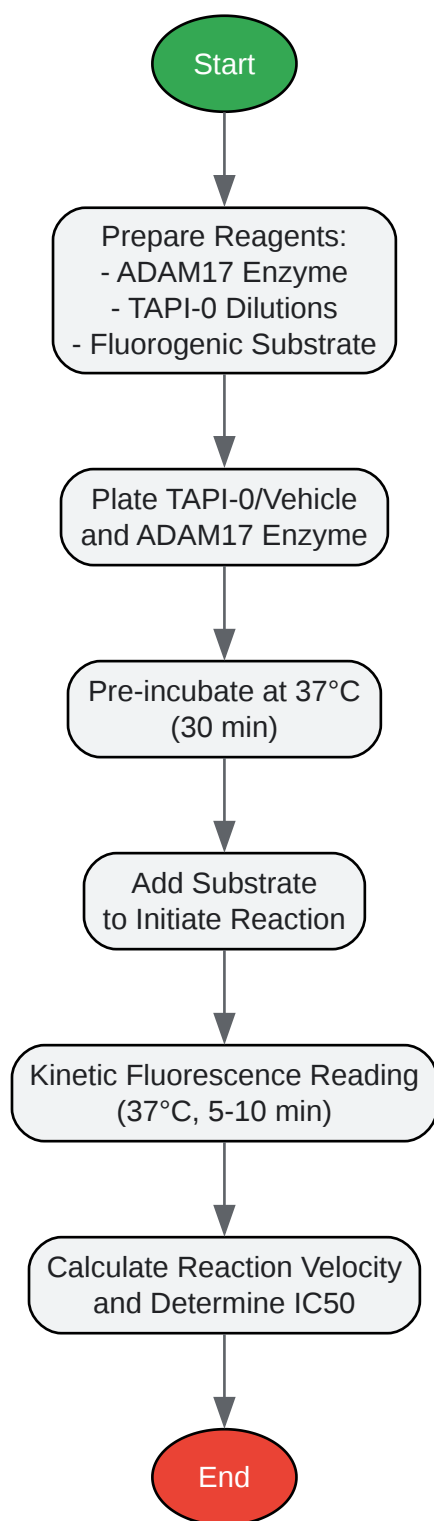 Start
Prepare Reagents:
- ADAM17 Enzyme
- TAPI-0 Dilutions
- Fluorogenic Substrate
Plate TAPI-0/Vehicle
and ADAM17 Enzyme
Pre-incubate at 37°C
(30 min)
Add Substrate
to Initiate Reaction
Kinetic Fluorescence Reading
(37°C, 5-10 min)
Calculate Reaction Velocity
and Determine IC50
End